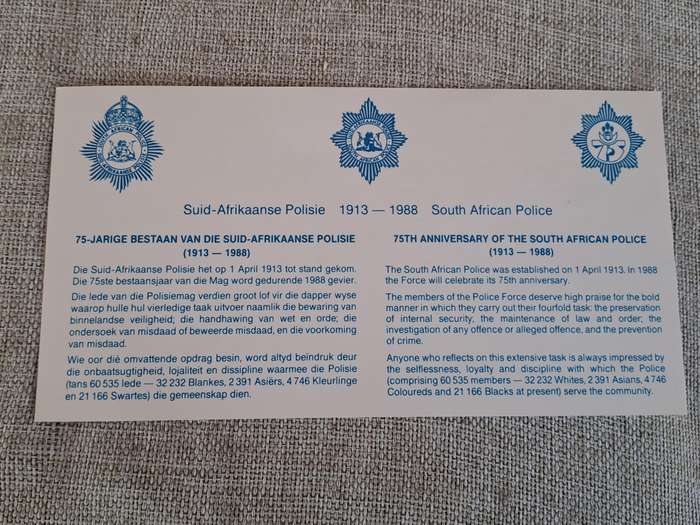 Suid-Afrikaanse Polisie 1913 — 1988 South African Police
75-JARIGE BESTAAN VAN DIE SUID-AFRIKAANSE POLISIE
(1913 — 1988)
Die Suid-Afrikaanse Polisie het op 1 April 1913 tot stand gekom.
Die 75ste bestaansjaar van die Mag word gedurende 1988 gevier.
Die lede van die Polisiemag verdien groot lof vir die dapper wyse
waarop hulle hul vierledige taak uitvoer naamlik die bewaring van
binnelandse veiligheid; die handhawing van wet en orde; die
ondersoek van misdaad of beweerde misdaad, en die voorkoming
van misdaad.
Wie oor dié omvattende opdrag besin, word altyd beïndruk deur
die onbaatsugtigheid, lojaliteit en dissipline waarmee die Polisie
(tans 60 535 lede — 32 232 Blankes, 2 391 Asiërs, 4 746 Kleurlinge
en 21 166 Swartes) die gemeenskap dien.
75TH ANNIVERSARY OF THE SOUTH AFRICAN POLICE
(1913 — 1988)
The South African Police was established on 1 April 1913. In 1988
the Force will celebrate its 75th anniversary.
The members of the Police Force deserve high praise for the bold
manner in which they carry out their fourfold task: the preservation
of internal security; the maintenance of law and order; the
investigation of any offence or alleged offence, and the prevention
of crime.
Anyone who reflects on this extensive task is always impressed by
the selflessness, loyalty and discipline with which the Police
(comprising 60 535 members — 32 232 Whites, 2 391 Asians, 4 746
Coloureds and 21 166 Blacks at present) serve the community.